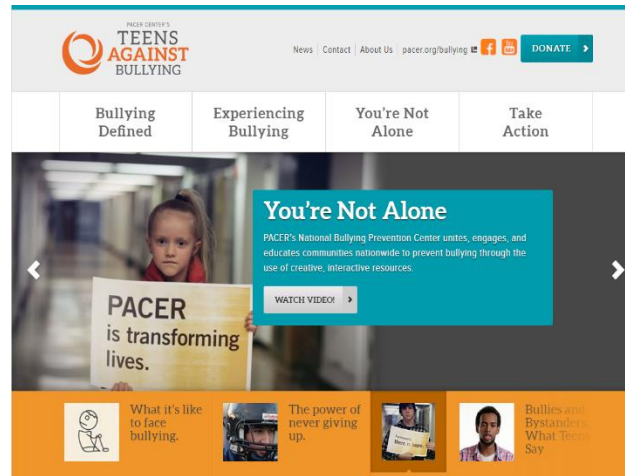 PACER CENTER'S
TEENS
AGAINST
BULLYING
News Contact About Us pacer.org/bullying
You Tube
DONATE
Bullying
Defined
Experiencing
Bullying
You're Not
Alone
Take
Action
You're Not Alone
PACER's National Bullying Prevention Center unites, engages, and
educates communities nationwide to prevent bullying through the
use of creative, interactive resources.
WATCH VIDEO!
PACER
is transforming
lives.
What it's like
to face
bullying.
The power of
never giving
up.
Bullies and
Bystanders:
What Teens
Say